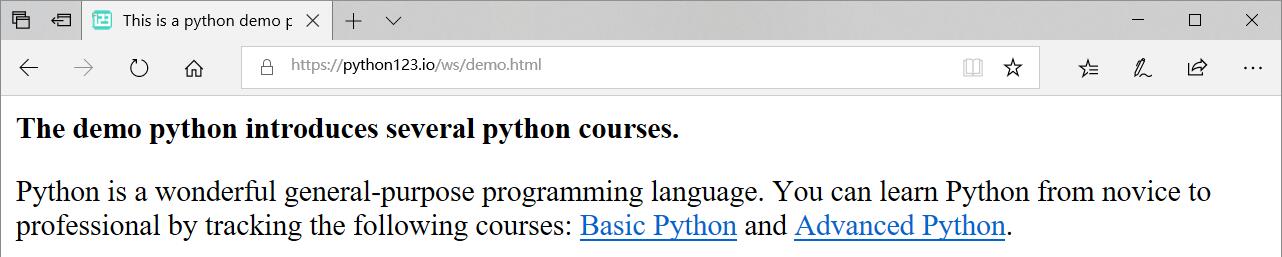 This is a python demo p
https://python123.io/ws/demo.html
The demo python introduces several python courses.
Python is a wonderful general-purpose programming language. You can learn Python from novice to
professional by tracking the following courses: Basic Python and Advanced Python.